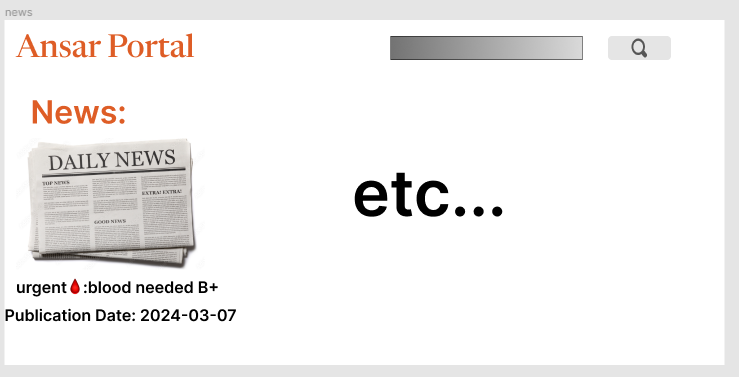 news
Ansar Portal
News:
DAILY NEWS
TOP NEWS
EXTRA! EXTRA!
GOOD NEWS
etc...
urgent🩸:blood needed B+
Publication Date: 2024-03-07